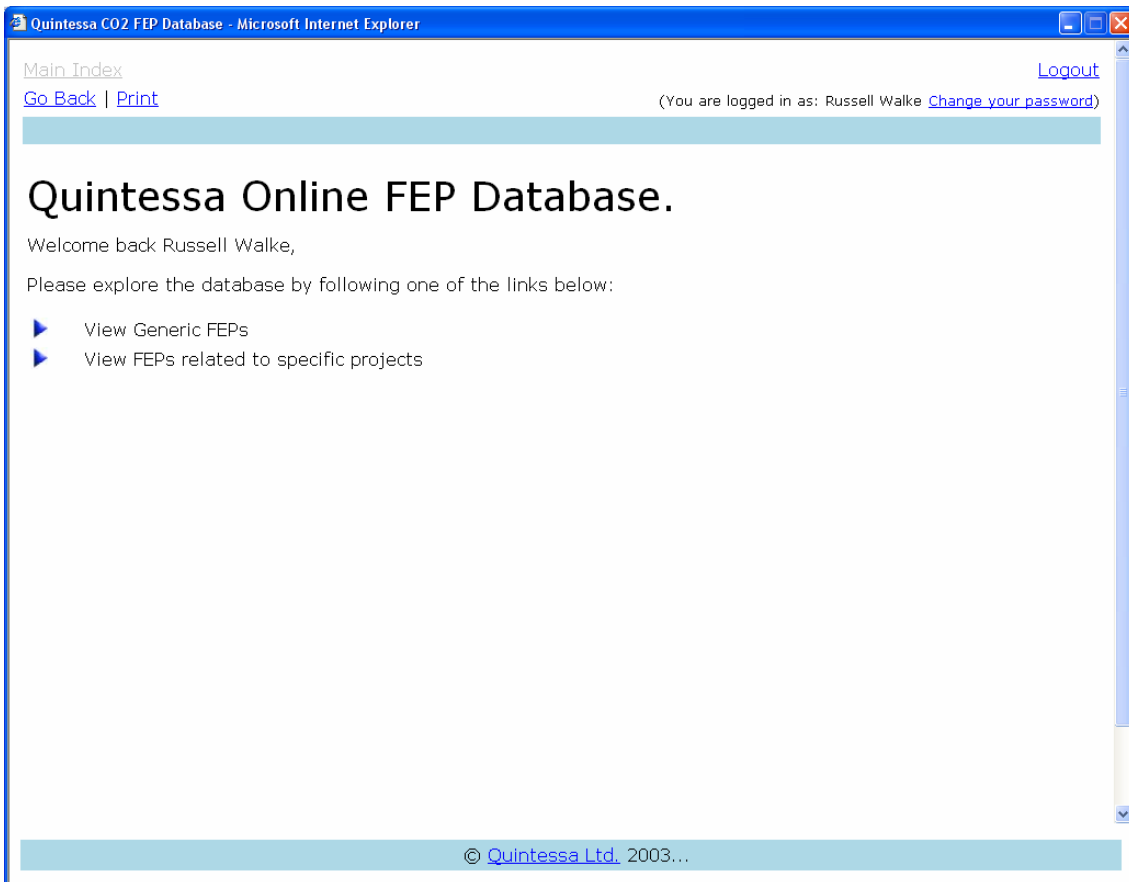 Quintessa CO2 FEP Database - Microsoft Internet Explorer
Main Index
Logout
Go Back | Print
(You are logged in as: Russell Walke Change your password)
Quintessa Online FEP Database.
Welcome back Russell Walke,
Please explore the database by following one of the links below:
View Generic FEPs
View FEPs related to specific projects
© Quintessa Ltd. 2003...